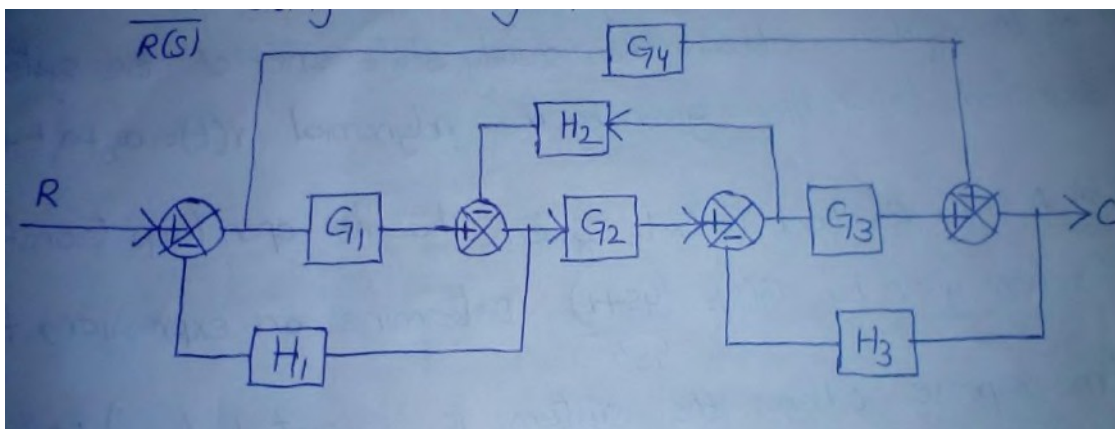 R(S)
G4
H2
R
+
-
G1
+
-
G2
+
-
G3
+
+
C
H1
H3